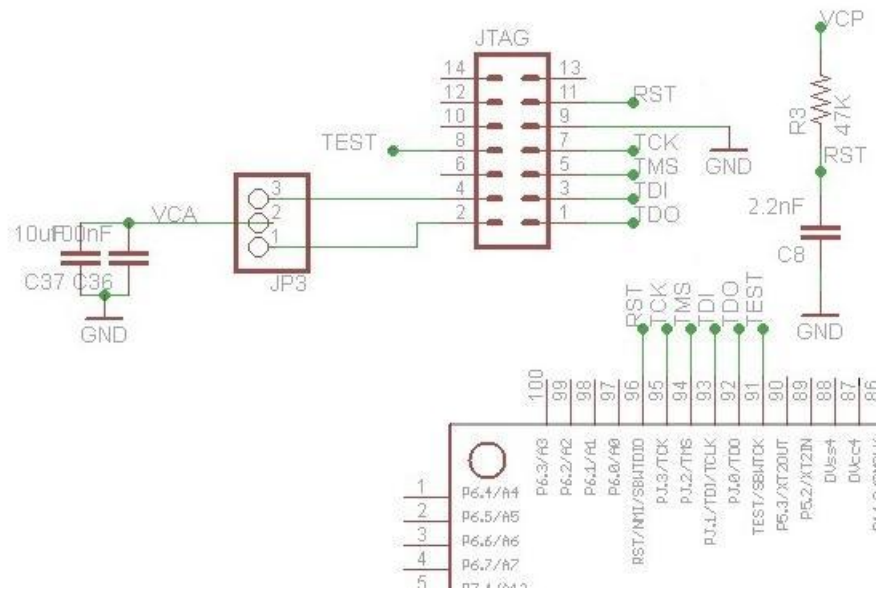 JTAG
14 13
12 11 RST
10 9
TEST 8 7 TCK
6 5 TMS
4 3 TDI
2 1 TDO
GND
3
2
1
JP3
VCA
10uF
00nF
C37 C36
GND
VCP
R3
47K
RST
2.2nF
C8
GND
RST
TCK
TMS
TDI
TDO
TEST
100
99
98
97
96
95
94
93
92
91
90
89
88
87
86
P6.3/A3
P6.2/A2
P6.1/A1
P6.0/A0
RST/NMI/SBWTDIO
PJ.3/TCK
PJ.2/TMS
PJ.1/TDI/TCLK
PJ.0/TDO
TEST/SBWTCK
P5.3/XT2OUT
P5.2/XT2IN
DVss4
DVcc4
1 P6.4/A4
2 P6.5/A5
3 P6.6/A6
4 P6.7/A7
5